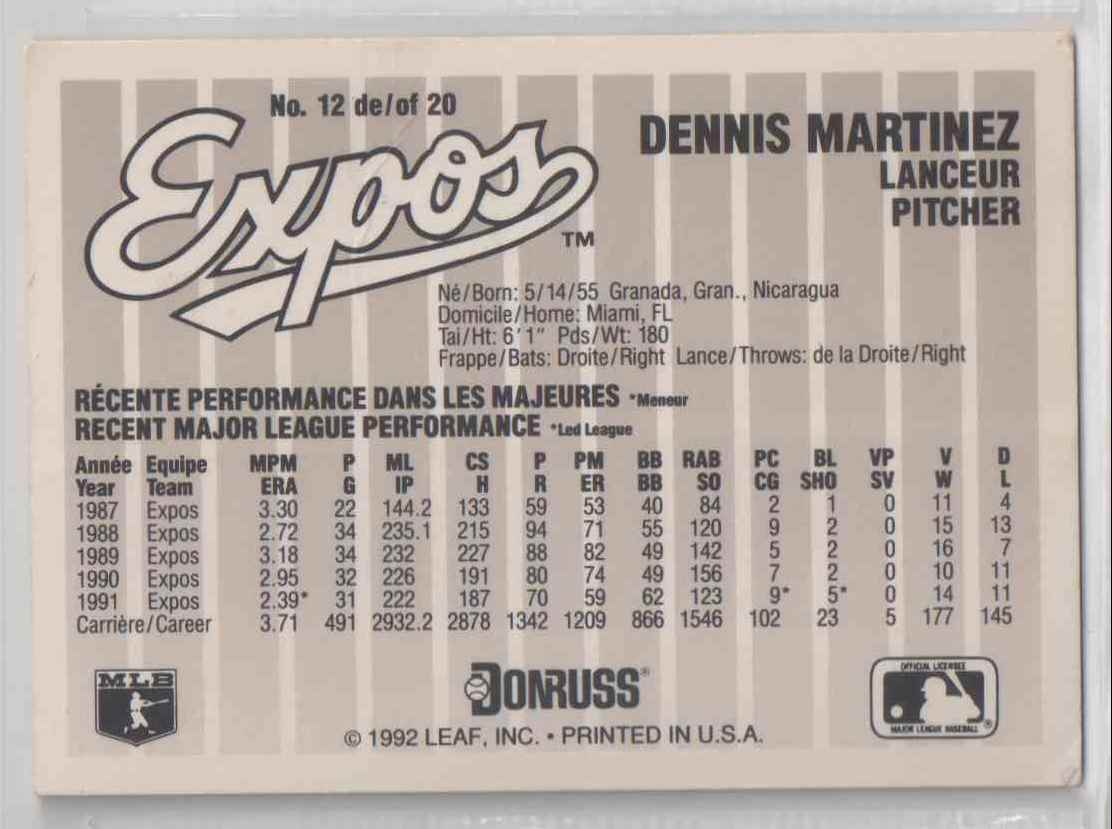 No. 12 de/of 20
Expos
TM
DENNIS MARTINEZ
LANCEUR
PITCHER
Né/Born: 5/14/55 Granada, Gran., Nicaragua
Domicile/Home: Miami, FL
Tai/Ht: 6'1" Pds/Wt: 180
Frappe/Bats: Droite/Right Lance/Throws: de la Droite/Right
RÉCENTE PERFORMANCE DANS LES MAJEURES *Meneur
RECENT MAJOR LEAGUE PERFORMANCE *Led League
Année Equipe MPM P ML CS P PM BB RAB PC BL VP V D
Year Team ERA G IP H R ER BB SO CG SHO SV W L
1987 Expos 3.30 22 144.2 133 59 53 40 84 2 1 0 11 4
1988 Expos 2.72 34 235.1 215 94 71 55 120 9 2 0 15 13
1989 Expos 3.18 34 232 227 88 82 49 142 5 2 0 16 7
1990 Expos 2.95 32 226 191 80 74 49 156 7 2 0 10 11
1991 Expos 2.39* 31 222 187 70 59 62 123 9* 5* 0 14 11
Carrière/Career 3.71 491 2932.2 2878 1342 1209 866 1546 102 23 5 177 145
MLB
DONRUSS®
OFFICIAL LICENSEE
MAJOR LEAGUE BASEBALL ®
© 1992 LEAF, INC. • PRINTED IN U.S.A.